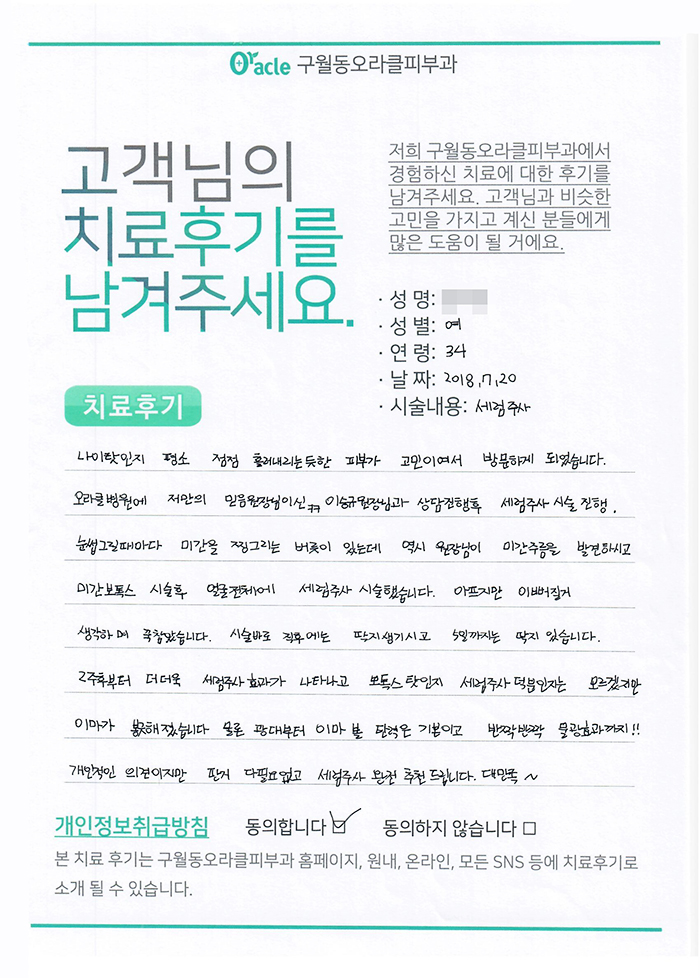 Oracle 구월동오라클피부과
고객님의
치료후기를
남겨주세요.
저희 구월동오라클피부과에서
경험하신 치료에 대한 후기를
남겨주세요. 고객님과 비슷한
고민을 가지고 계신 분들에게
많은 도움이 될 거에요.
· 성 명:
· 성 별: 여
· 연 령: 34
· 날 짜: 2018.7.20
· 시술내용: 세럼주사
치료후기
나이탓인지 평소 점점 흘러내리는듯한 피부가 고민이여서 방문하게 되었습니다.
오라클병원에 저만의 믿음원장님이신ㅋㅋ 이승규원장님과 상담진행후 세럼주사 시술 진행.
눈썹그릴때마다 미간을 찡그리는 버릇이 있는데 역시 원장님이 미간주름을 발견하시고
미간보톡스 시술후 얼굴전체에 세럼주사 시술했습니다. 아프지만 이뻐질거
생각하며 꾹참았습니다. 시술바로 직후에는 딱지생기시고 5일까지는 딱지 있습니다.
2주후부터 더더욱 세럼주사효과가 나타나고 보톡스탓인지 세럼주사덕분인지는 모르겠지만
이마가 봉긋해졌습니다 물론 광대부터 이마 볼 탄력은 기본이고 반짝반짝 물광효과까지!!
개인적인 의견이지만 딴거 다필요없고 세럼주사 완전 추천드립니다. 대만족~
개인정보취급방침 동의합니다 ☑ 동의하지 않습니다 □
본 치료 후기는 구월동오라클피부과 홈페이지, 원내, 온라인, 모든 SNS 등에 치료후기로
소개 될 수 있습니다.